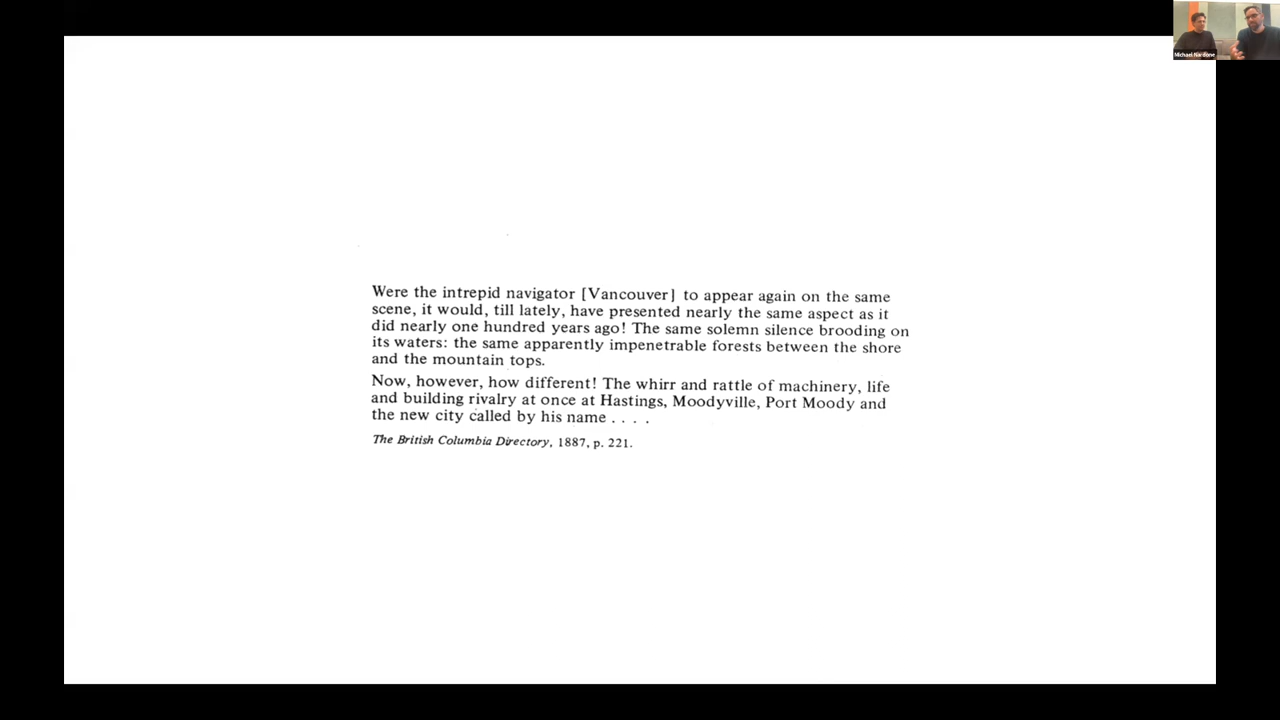 Michael Nardone
Were the intrepid navigator [Vancouver] to appear again on the same
scene, it would, till lately, have presented nearly the same aspect as it
did nearly one hundred years ago! The same solemn silence brooding on
its waters: the same apparently impenetrable forests between the shore
and the mountain tops.
Now, however, how different! The whirr and rattle of machinery, life
and building rivalry at once at Hastings, Moodyville, Port Moody and
the new city called by his name . . . .
The British Columbia Directory, 1887, p. 221.